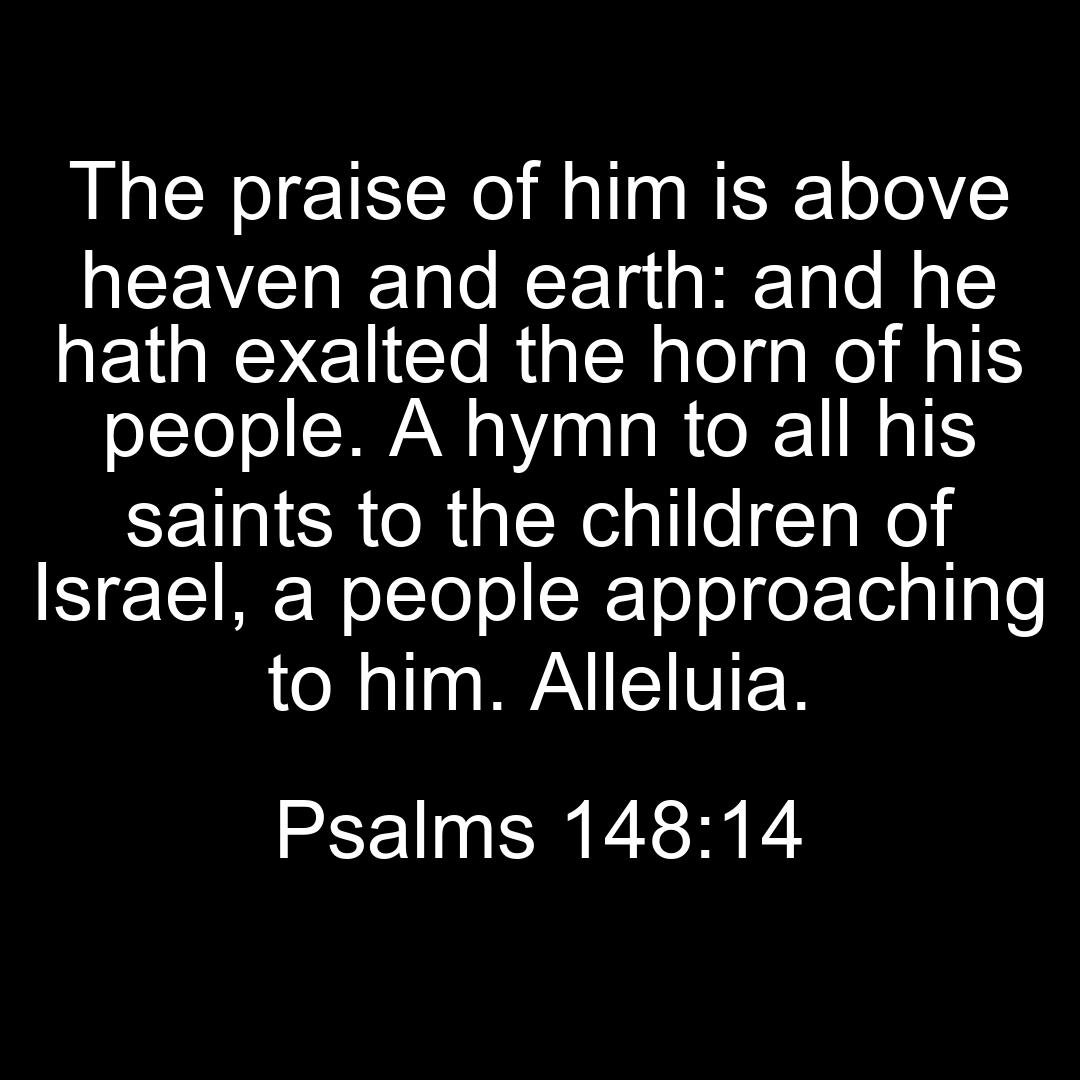 The praise of him is above
heaven and earth: and he
hath exalted the horn of his
people. A hymn to all his
saints to the children of
Israel, a people approaching
to him. Alleluia.
Psalms 148:14